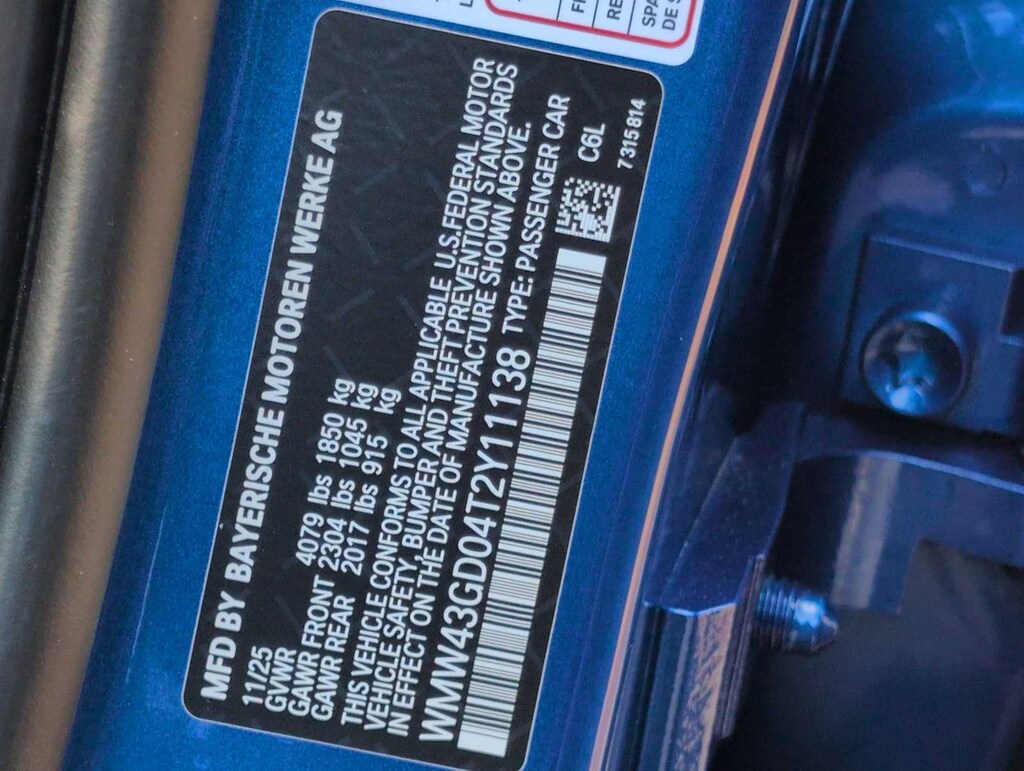 MFD BY BAYERISCHE MOTOREN WERKE AG
11/25
GVWR 4079 lbs 1850 kg
GAWR FRONT 2304 lbs 1045 kg
GAWR REAR 2017 lbs 915 kg
THIS VEHICLE CONFORMS TO ALL APPLICABLE U.S.FEDERAL MOTOR
VEHICLE SAFETY, BUMPER AND THEFT PREVENTION STANDARDS
IN EFFECT ON THE DATE OF MANUFACTURE SHOWN ABOVE.
WMW43GD04T2Y11138 TYPE: PASSENGER CAR
C6L
7 315 814